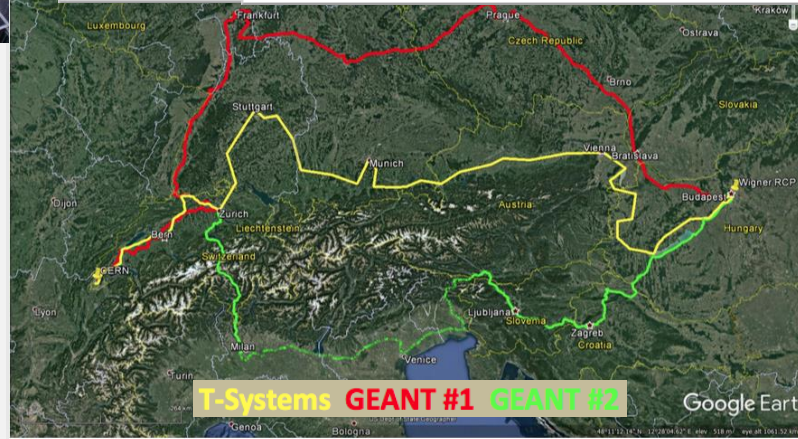 Luxembourg
Frankfurt
Prague
Kraków
Czech Republic
Ostrava
Brno
Slovakia
Stuttgart
Munich
Vienna
Bratislava
Wigner RCP
Budapest
Hungary
Dijon
Zurich
Austria
Liechtenstein
Bern
Switzerland
CERN
Lyon
Ljubljana
Slovenia
Zagreb
Croatia
Milan
Venice
Turin
T-Systems GEANT #1 GEANT #2
Google Eart
Genoa
Bologna